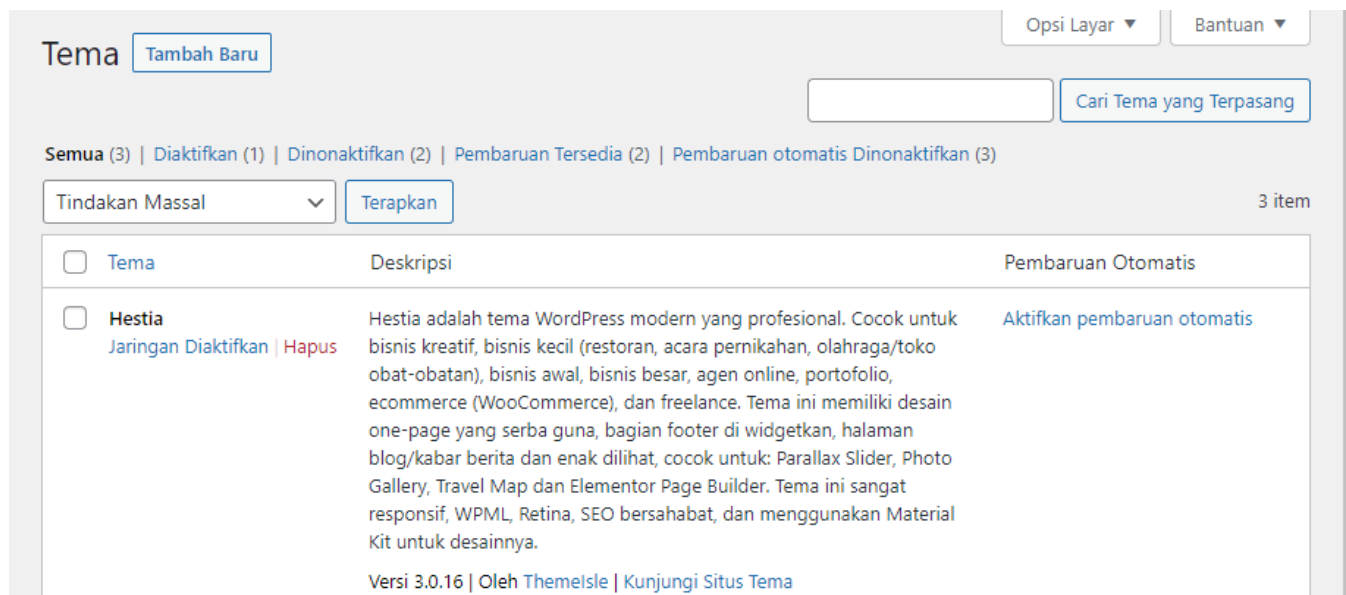 Opsi Layar ▼ Bantuan ▼
Tema Tambah Baru
Cari Tema yang Terpasang
Semua (3) | Diaktifkan (1) | Dinonaktifkan (2) | Pembaruan Tersedia (2) | Pembaruan otomatis Dinonaktifkan (3)
Tindakan Massal Terapkan 3 item
Tema Deskripsi Pembaruan Otomatis
Hestia
Jaringan Diaktifkan | Hapus
Hestia adalah tema WordPress modern yang profesional. Cocok untuk
bisnis kreatif, bisnis kecil (restoran, acara pernikahan, olahraga/toko
obat-obatan), bisnis awal, bisnis besar, agen online, portofolio,
ecommerce (WooCommerce), dan freelance. Tema ini memiliki desain
one-page yang serba guna, bagian footer di widgetkan, halaman
blog/kabar berita dan enak dilihat, cocok untuk: Parallax Slider, Photo
Gallery, Travel Map dan Elementor Page Builder. Tema ini sangat
responsif, WPML, Retina, SEO bersahabat, dan menggunakan Material
Kit untuk desainnya.
Versi 3.0.16 | Oleh ThemeIsle | Kunjungi Situs Tema
Aktifkan pembaruan otomatis